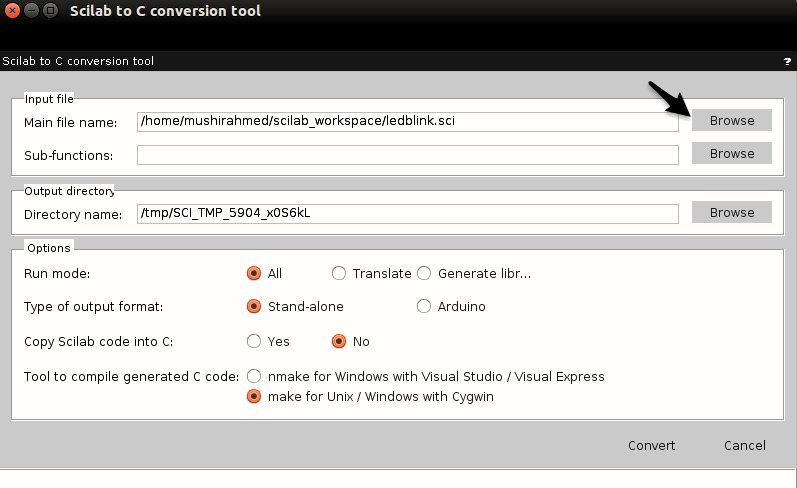 Scilab to C conversion tool
Scilab to C conversion tool ?
Input file
Main file name: /home/mushirahmed/scilab_workspace/ledblink.sci Browse
Sub-functions: Browse
Output directory
Directory name: /tmp/SCI_TMP_5904_x0S6kL Browse
Options
Run mode: All Translate Generate libr...
Type of output format: Stand-alone Arduino
Copy Scilab code into C: Yes No
Tool to compile generated C code: nmake for Windows with Visual Studio / Visual Express
make for Unix / Windows with Cygwin
Convert Cancel